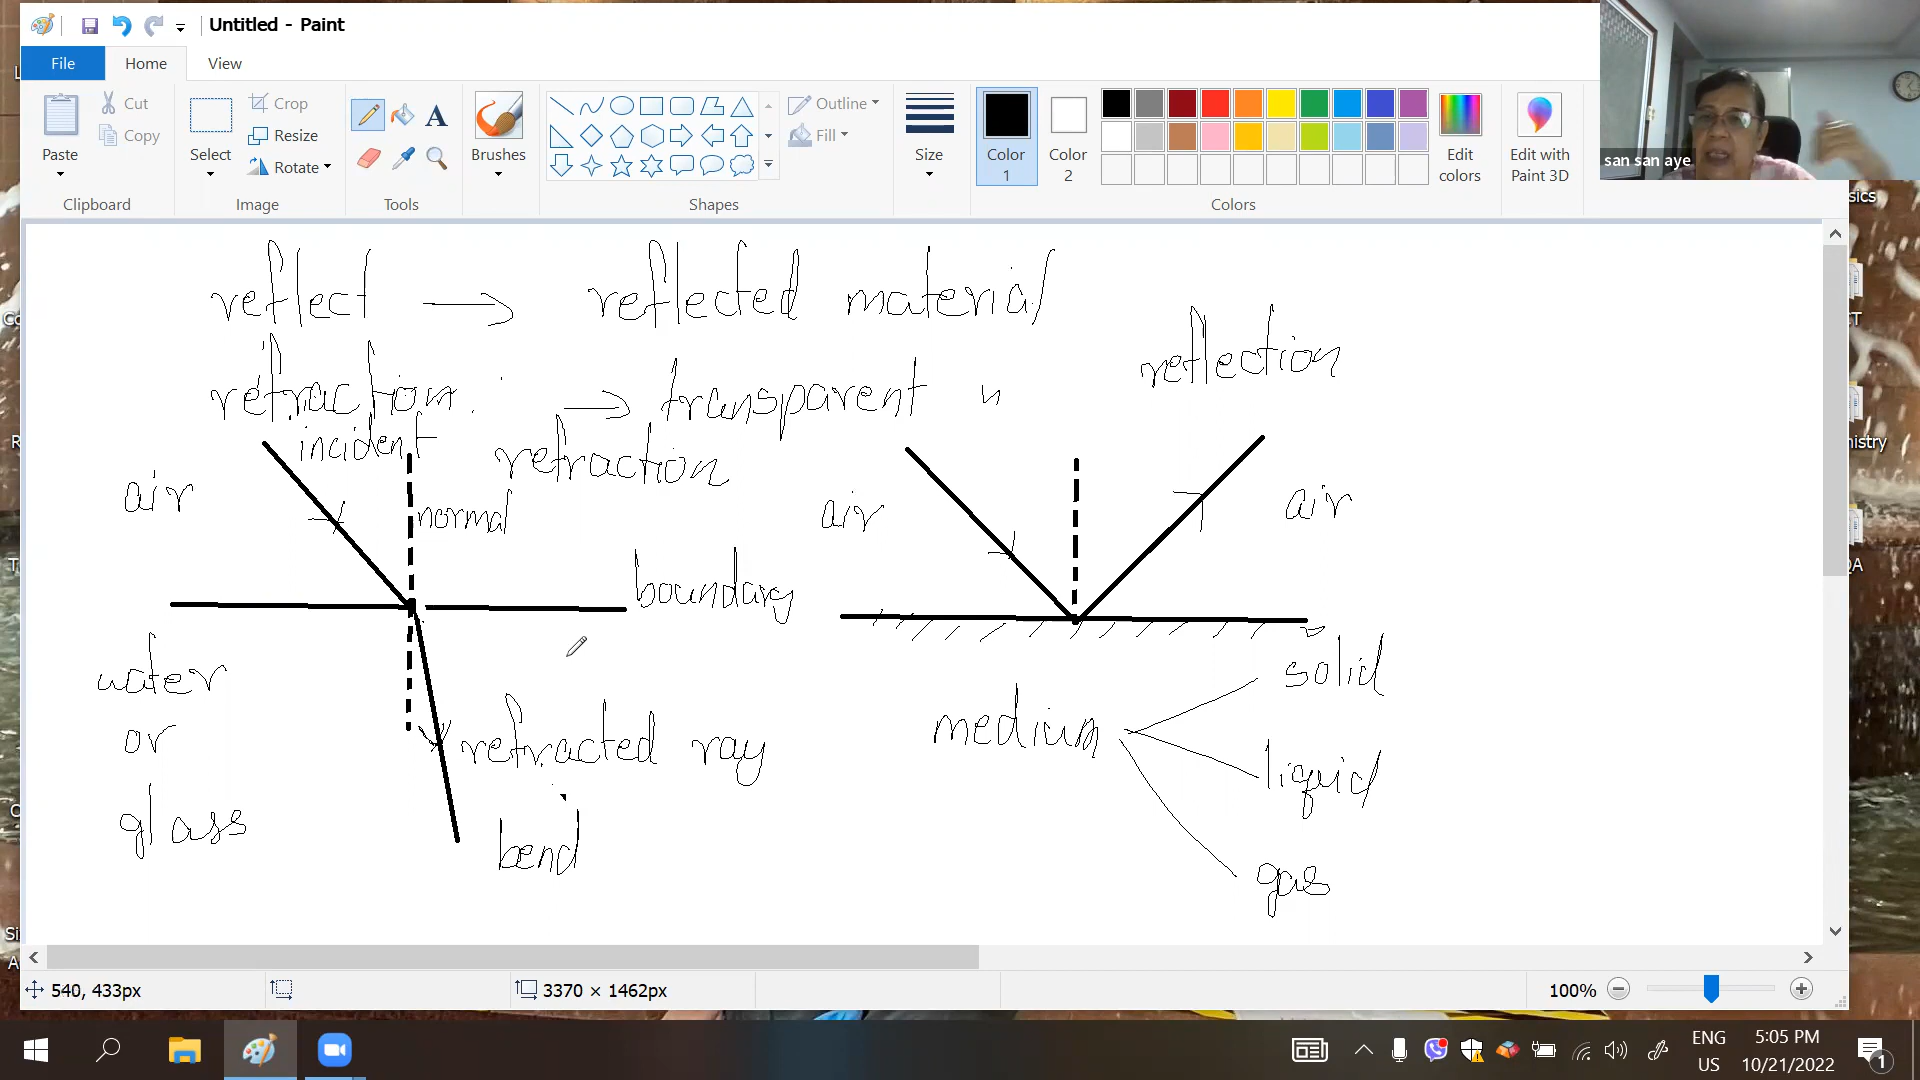 Untitled - Paint
File Home View
Paste
Cut
Copy
Clipboard
Select
Crop
Resize
Rotate
Image
Tools
Brushes
Shapes
Outline
Fill
Size
Color 1
Color 2
Colors
Edit colors
Edit with Paint 3D
san san aye
reflect → reflected material
refraction. → transparent "
reflection
incident
refraction
air
normal
air
air
boundary
water
or
glass
refracted ray
bend
medium
solid
liquid
gas
540, 433px
3370 × 1462px
100%
ENG
US
5:05 PM
10/21/2022
1